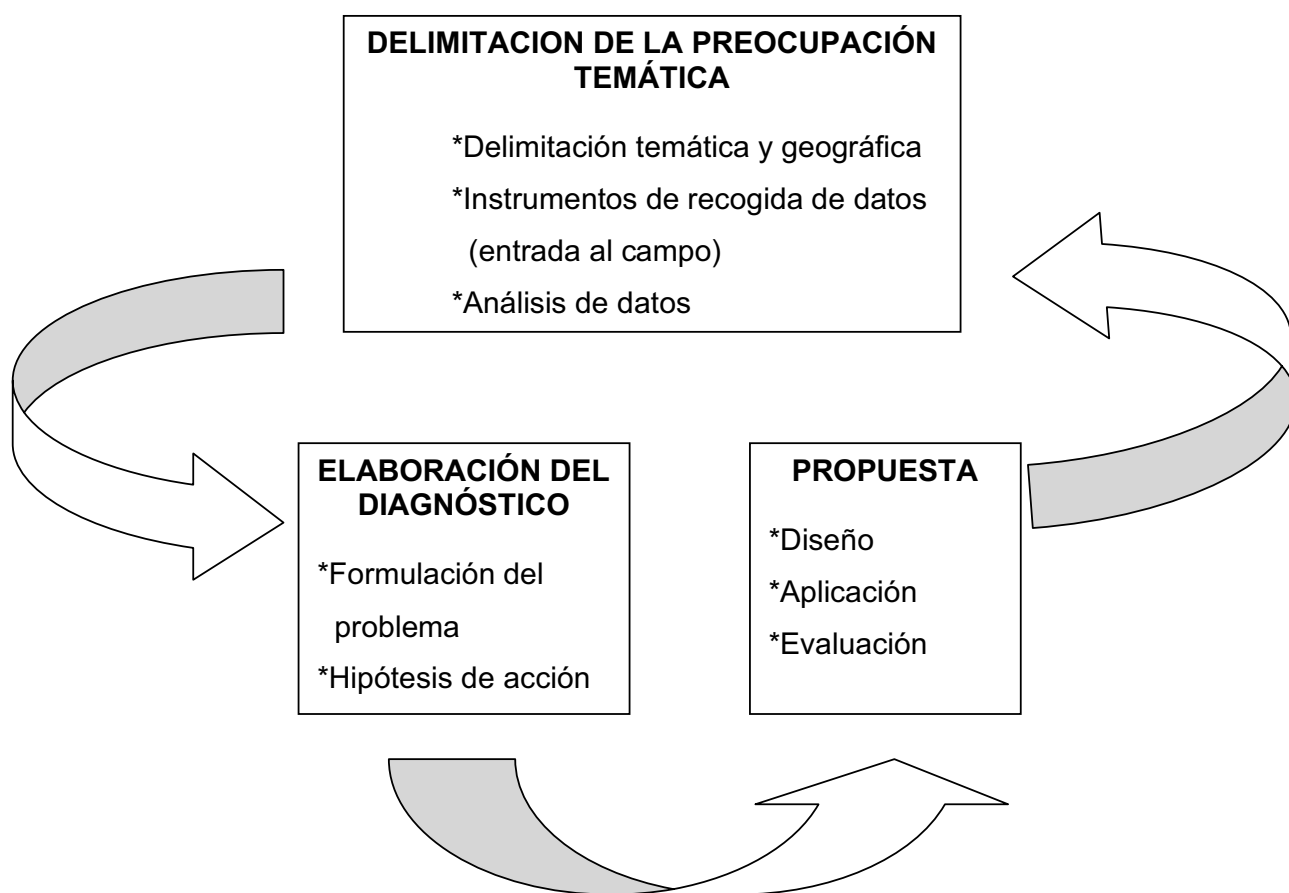 DELIMITACION DE LA PREOCUPACIÓN
TEMÁTICA
*Delimitación temática y geográfica
*Instrumentos de recogida de datos
(entrada al campo)
*Análisis de datos
ELABORACIÓN DEL
DIAGNÓSTICO
*Formulación del
problema
*Hipótesis de acción
PROPUESTA
*Diseño
*Aplicación
*Evaluación